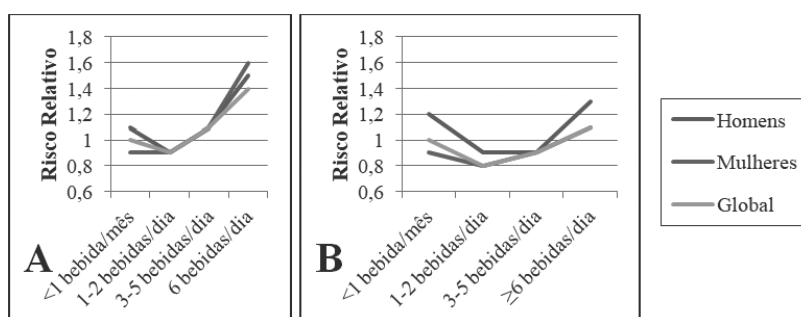 1,8
1,6
1,4
1,2
1
0,8
0,6
Risco Relativo
<1 bebida/mês
1-2 bebidas/dia
3-5 bebidas/dia
6 bebidas/dia
A
1,8
1,6
1,4
1,2
1
0,8
0,6
Risco Relativo
<1 bebida/mês
1-2 bebidas/dia
3-5 bebidas/dia
≥6 bebidas/dia
B
Homens
Mulheres
Global